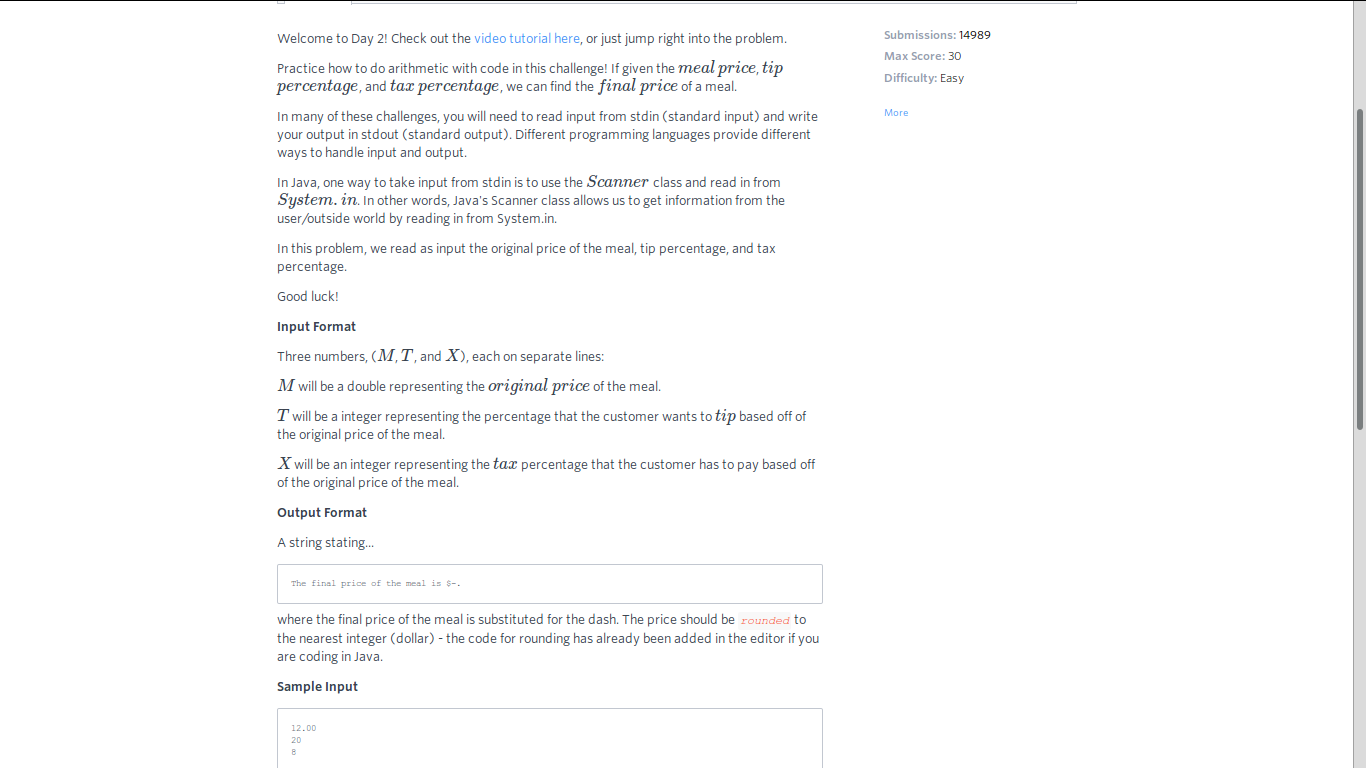 Welcome to Day 2! Check out the video tutorial here, or just jump right into the problem.
Practice how to do arithmetic with code in this challenge! If given the meal price, tip
percentage, and tax percentage, we can find the final price of a meal.
In many of these challenges, you will need to read input from stdin (standard input) and write
your output in stdout (standard output). Different programming languages provide different
ways to handle input and output.
In Java, one way to take input from stdin is to use the Scanner class and read in from
System.in. In other words, Java's Scanner class allows us to get information from the
user/outside world by reading in from System.in.
In this problem, we read as input the original price of the meal, tip percentage, and tax
percentage.
Good luck!
Input Format
Three numbers, (M, T, and X), each on separate lines:
M will be a double representing the original price of the meal.
T will be a integer representing the percentage that the customer wants to tip based off of
the original price of the meal.
X will be an integer representing the tax percentage that the customer has to pay based off
of the original price of the meal.
Output Format
A string stating...
The final price of the meal is $-.
where the final price of the meal is substituted for the dash. The price should be rounded to
the nearest integer (dollar) - the code for rounding has already been added in the editor if you
are coding in Java.
Sample Input
12.00
20
8
Submissions: 14989
Max Score: 30
Difficulty: Easy
More